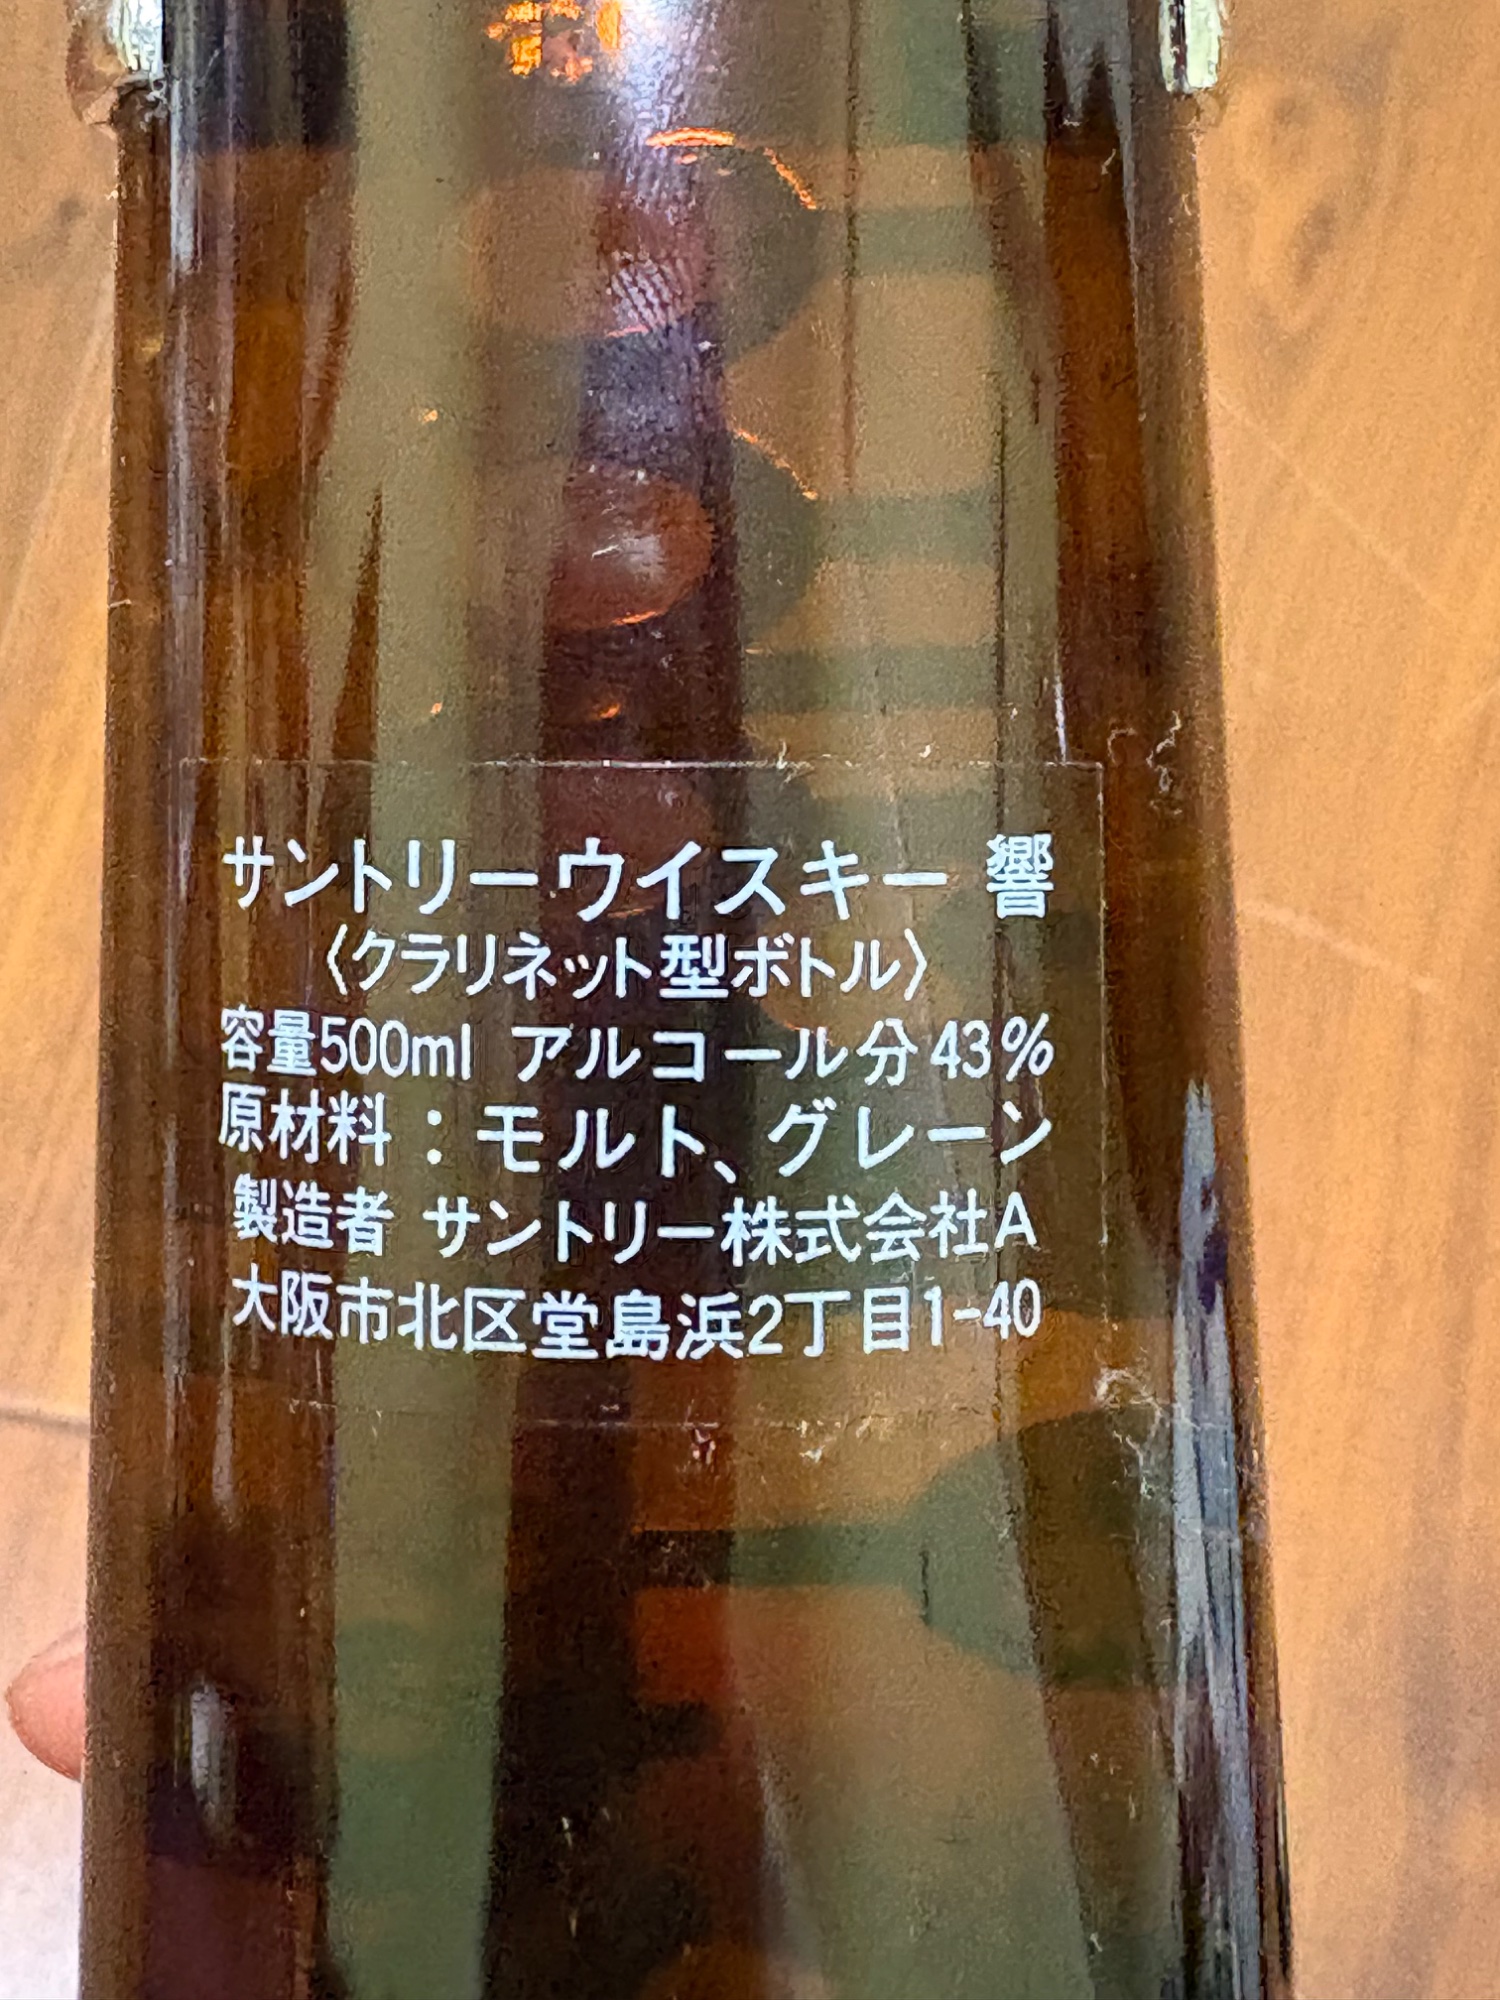 サントリーウイスキー 響
〈クラリネット型ボトル〉
容量500ml アルコール分43%
原材料：モルト、グレーン
製造者 サントリー株式会社A
大阪市北区堂島浜2丁目1-40